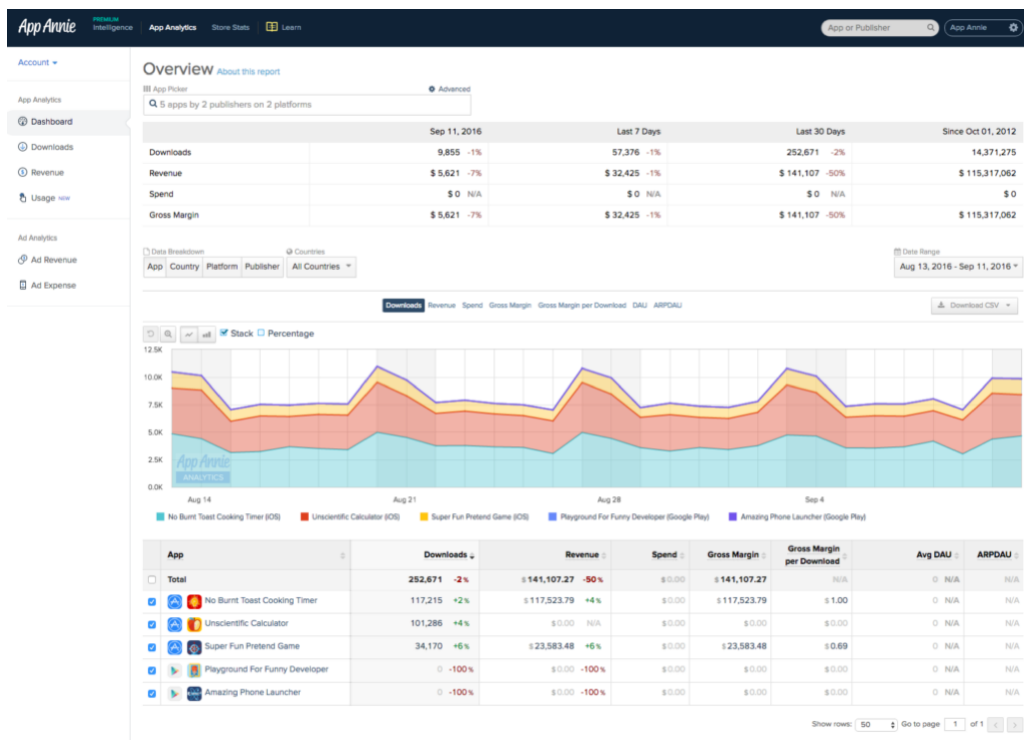 App Annie PREMIUM Intelligence App Analytics Store Stats Learn App or Publisher App Annie
Account
Overview About this report
App Picker Advanced
5 apps by 2 publishers on 2 platforms
App Analytics
Dashboard
Downloads
Revenue
Usage NEW
Ad Analytics
Ad Revenue
Ad Expense
Sep 11, 2016 Last 7 Days Last 30 Days Since Oct 01, 2012
Downloads 9,855 -1% 57,376 -1% 252,671 -2% 14,371,275
Revenue $ 5,621 -7% $ 32,425 -1% $ 141,107 -50% $ 115,317,062
Spend $ 0 N/A $ 0 N/A $ 0 N/A $ 0
Gross Margin $ 5,621 -7% $ 32,425 -1% $ 141,107 -50% $ 115,317,062
Data Breakdown Countries Date Range
App Country Platform Publisher All Countries Aug 13, 2016 - Sep 11, 2016
Downloads Revenue Spend Gross Margin Gross Margin per Download DAU ARPDAU Download CSV
Stack Percentage
12.5K
10.0K
7.5K
5.0K
2.5K
0.0K
App Annie
ANALYTICS
Aug 14 Aug 21 Aug 28 Sep 4
No Burnt Toast Cooking Timer (iOS) Unscientific Calculator (iOS) Super Fun Pretend Game (iOS) Playground For Funny Developer (Google Play) Amazing Phone Launcher (Google Play)
App Downloads Revenue Spend Gross Margin Gross Margin per Download Avg DAU ARPDAU
Total 252,671 -2% $141,107.27 -50% $0.00 $141,107.27 N/A 0 N/A N/A
No Burnt Toast Cooking Timer 117,215 +2% $117,523.79 +4% $0.00 $117,523.79 $1.00 0 N/A N/A
Unscientific Calculator 101,286 +4% $0.00 N/A $0.00 $0.00 $0.00 0 N/A N/A
Super Fun Pretend Game 34,170 +6% $23,583.48 +6% $0.00 $23,583.48 $0.69 0 N/A N/A
Playground For Funny Developer 0 -100% $0.00 -100% $0.00 $0.00 $0.00 0 N/A N/A
Amazing Phone Launcher 0 -100% $0.00 -100% $0.00 $0.00 $0.00 0 N/A N/A
Show rows: 50 Go to page 1 of 1